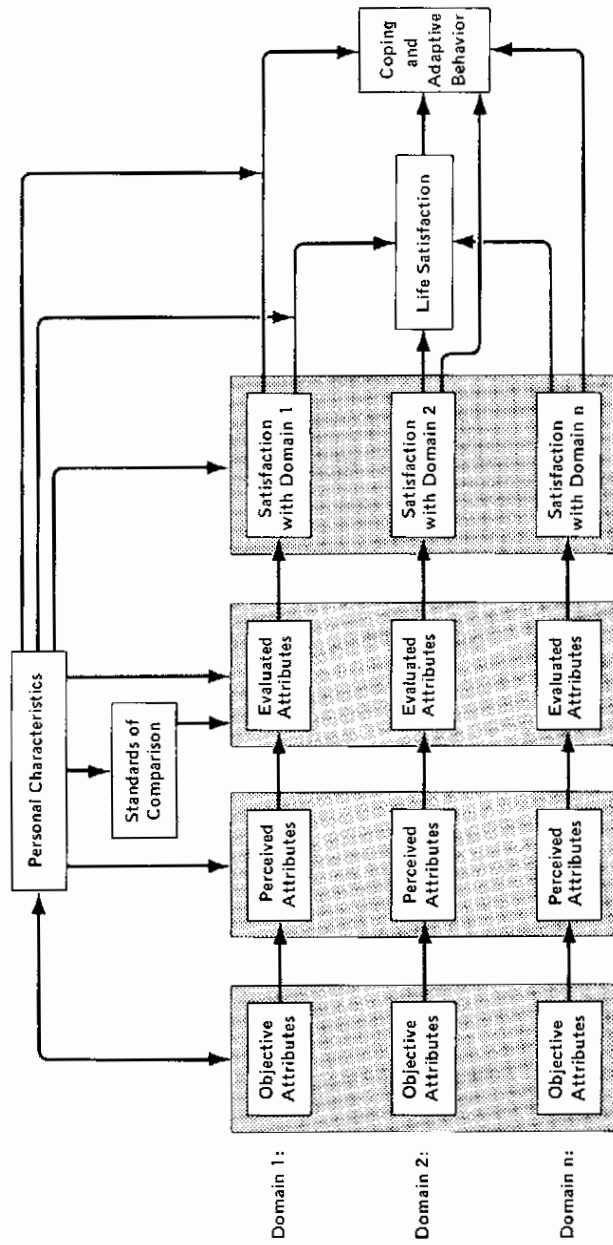 Personal Characteristics
Standards of
Comparison
Domain 1:
Objective
Attributes
Perceived
Attributes
Evaluated
Attributes
Satisfaction
with Domain 1
Domain 2:
Objective
Attributes
Perceived
Attributes
Evaluated
Attributes
Satisfaction
with Domain 2
Life Satisfaction
Coping
and
Adaptive
Behavior
Domain n:
Objective
Attributes
Perceived
Attributes
Evaluated
Attributes
Satisfaction
with Domain n